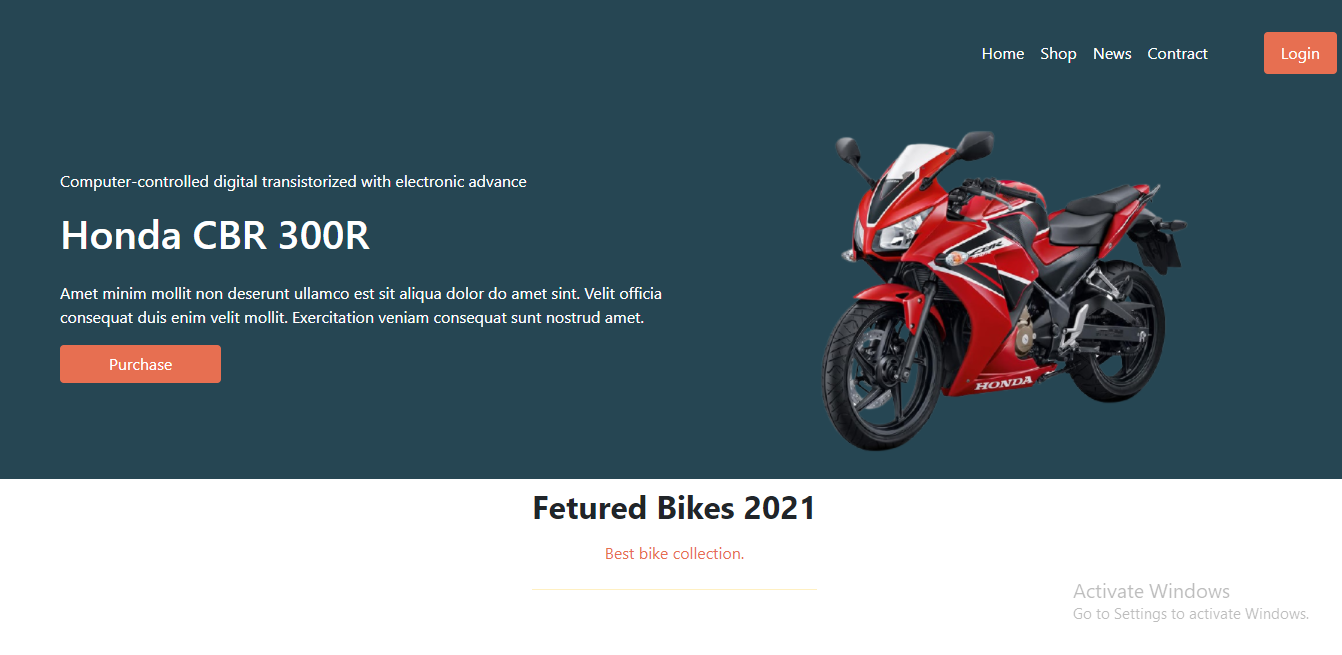 Home Shop News Contract Login
Computer-controlled digital transistorized with electronic advance
Honda CBR 300R
Amet minim mollit non deserunt ullamco est sit aliqua dolor do amet sint. Velit officia
consequat duis enim velit mollit. Exercitation veniam consequat sunt nostrud amet.
Purchase
CBR
HONDA
Fetured Bikes 2021
Best bike collection.
Activate Windows
Go to Settings to activate Windows.